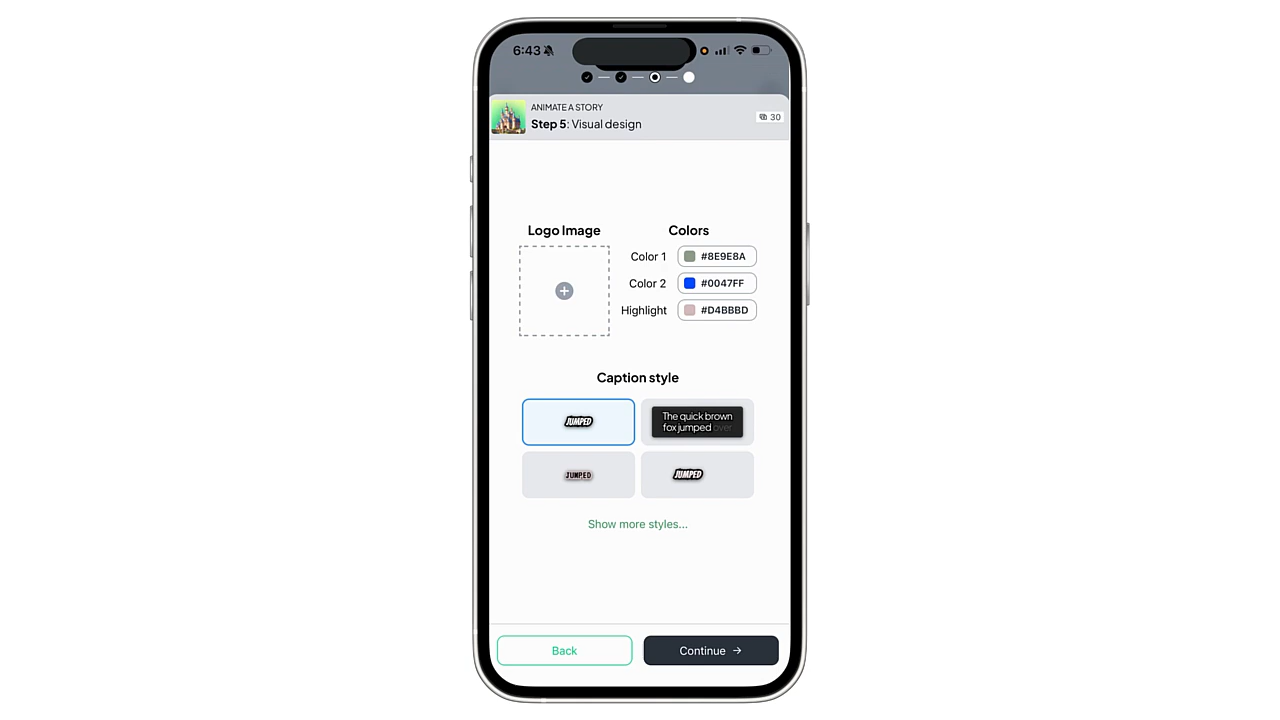 6:43
ANIMATE A STORY
Step 5: Visual design
30
Logo Image
Colors
Color 1
#8E9E8A
Color 2
#0047FF
Highlight
#D4BBBD
Caption style
JUMPED
The quick brown
fox jumped over
JUMPED
JUMPED
Show more styles...
Back
Continue →